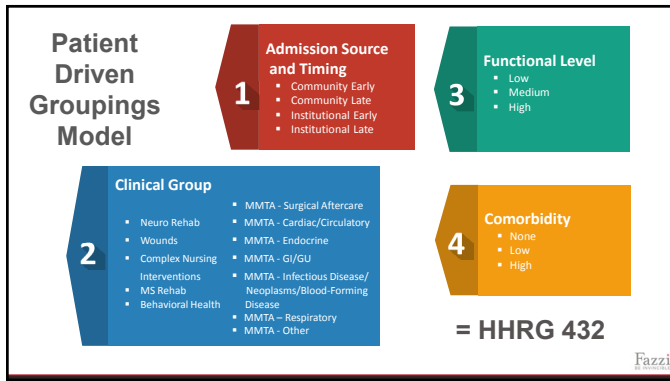 Patient
Driven
Groupings
Model
1
Admission Source
and Timing
▪ Community Early
▪ Community Late
▪ Institutional Early
▪ Institutional Late
3
Functional Level
▪ Low
▪ Medium
▪ High
2
Clinical Group
▪ Neuro Rehab
▪ Wounds
▪ Complex Nursing
Interventions
▪ MS Rehab
▪ Behavioral Health
▪ MMTA - Surgical Aftercare
▪ MMTA - Cardiac/Circulatory
▪ MMTA - Endocrine
▪ MMTA - GI/GU
▪ MMTA - Infectious Disease/
Neoplasms/Blood-Forming
Disease
▪ MMTA – Respiratory
▪ MMTA - Other
4
Comorbidity
▪ None
▪ Low
▪ High
= HHRG 432
Fazzi
BE INVINCIBLE